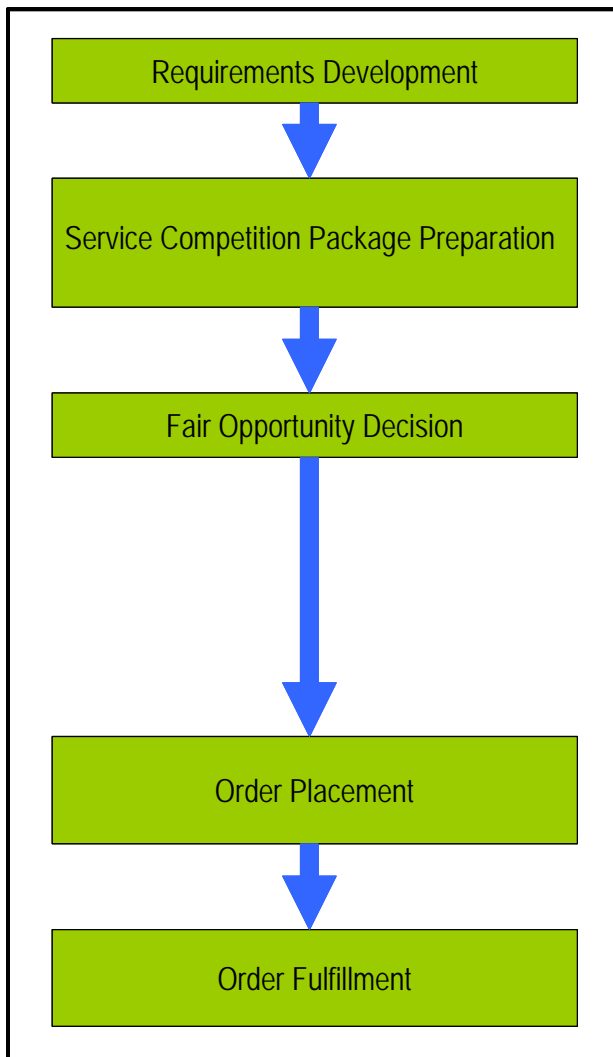 Requirements Development
Service Competition Package Preparation
Fair Opportunity Decision
Order Placement
Order Fulfillment